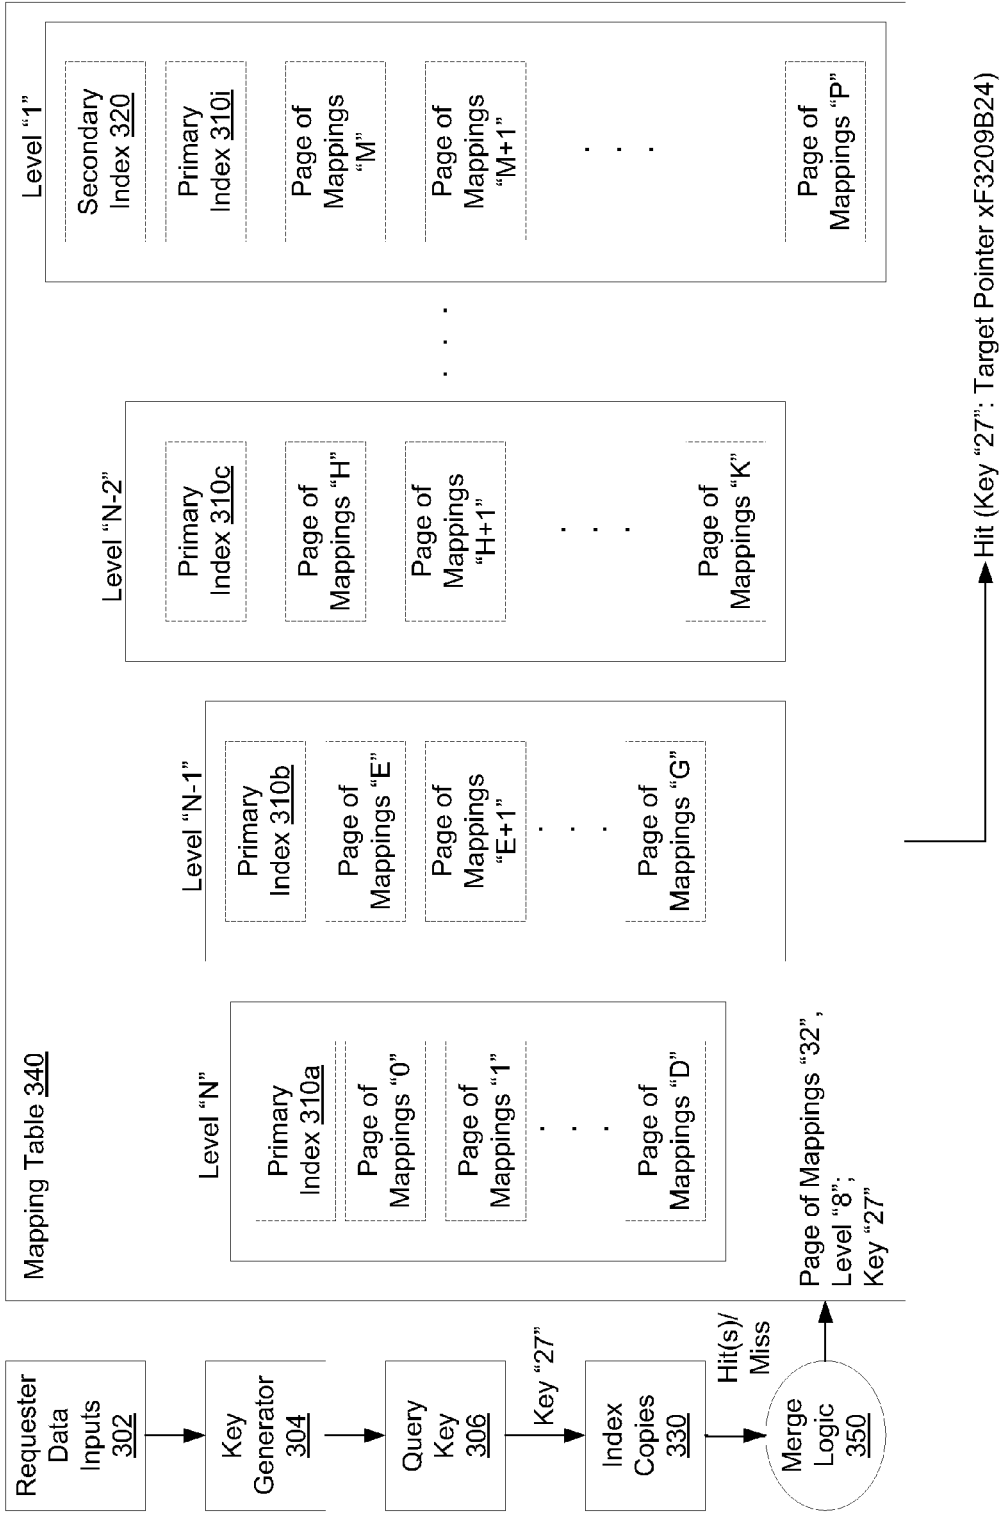 Requester
Data
Inputs
302
Key
Generator
304
Query
Key
306
Key “27”
Index
Copies
330
Hit(s)/
Miss
Merge
Logic
350
Mapping Table 340
Level “N”
Primary
Index 310a
Page of
Mappings “0”
Page of
Mappings “1”
. . .
Page of
Mappings “D”
Page of Mappings “32”,
Level “8”;
Key “27”
Level “N-1”
Primary
Index 310b
Page of
Mappings “E”
Page of
Mappings
“E+1”
. . .
Page of
Mappings “G”
Level “N-2”
Primary
Index 310c
Page of
Mappings “H”
Page of
Mappings
“H+1”
. . .
Page of
Mappings “K”
. . .
Level “1”
Secondary
Index 320
Primary
Index 310i
Page of
Mappings
“M”
Page of
Mappings
“M+1”
. . .
Page of
Mappings “P”
Hit (Key “27”: Target Pointer xF3209B24)